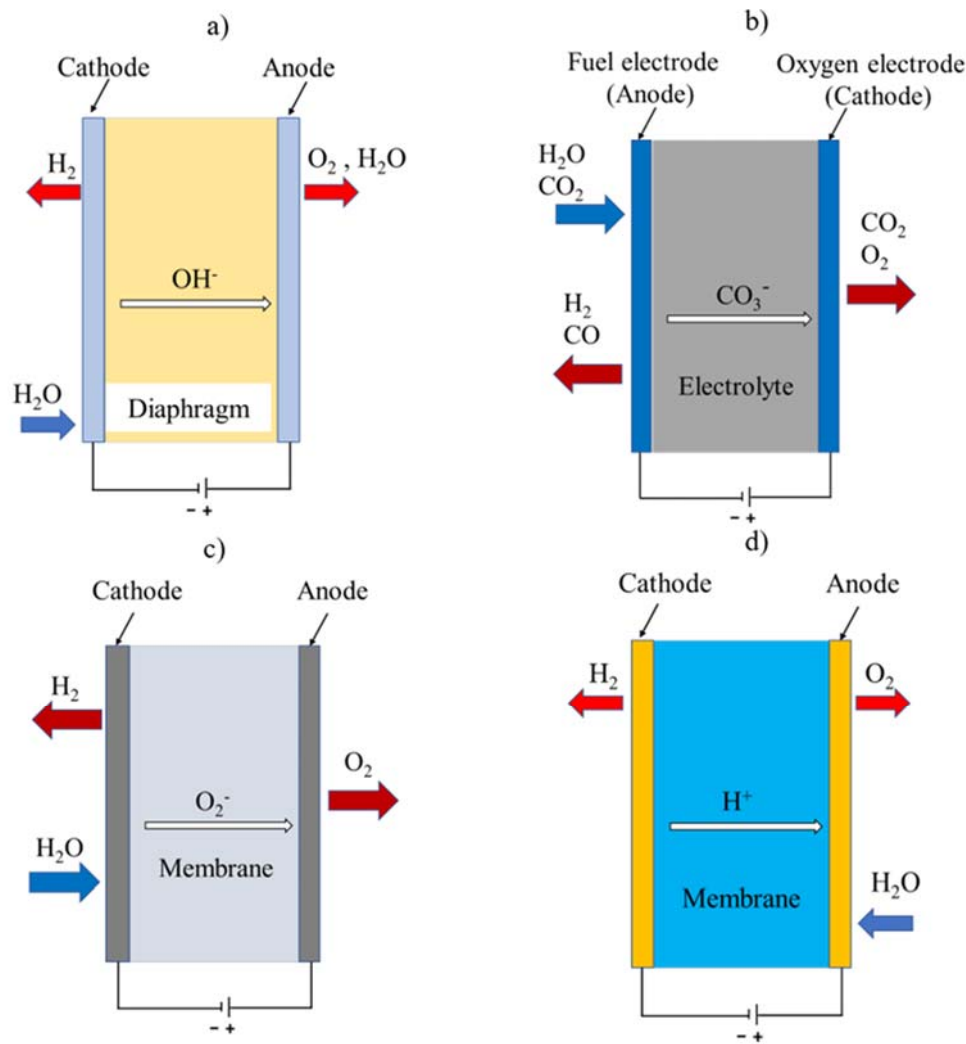 a)
Cathode
Anode
H₂
O₂ , H₂O
OH⁻
H₂O
Diaphragm
- +
b)
Fuel electrode
(Anode)
Oxygen electrode
(Cathode)
H₂O
CO₂
CO₂
O₂
CO₃⁻
H₂
CO
Electrolyte
- +
c)
Cathode
Anode
H₂
O₂
O₂⁻
H₂O
Membrane
- +
d)
Cathode
Anode
H₂
O₂
H⁺
Membrane
H₂O
- +